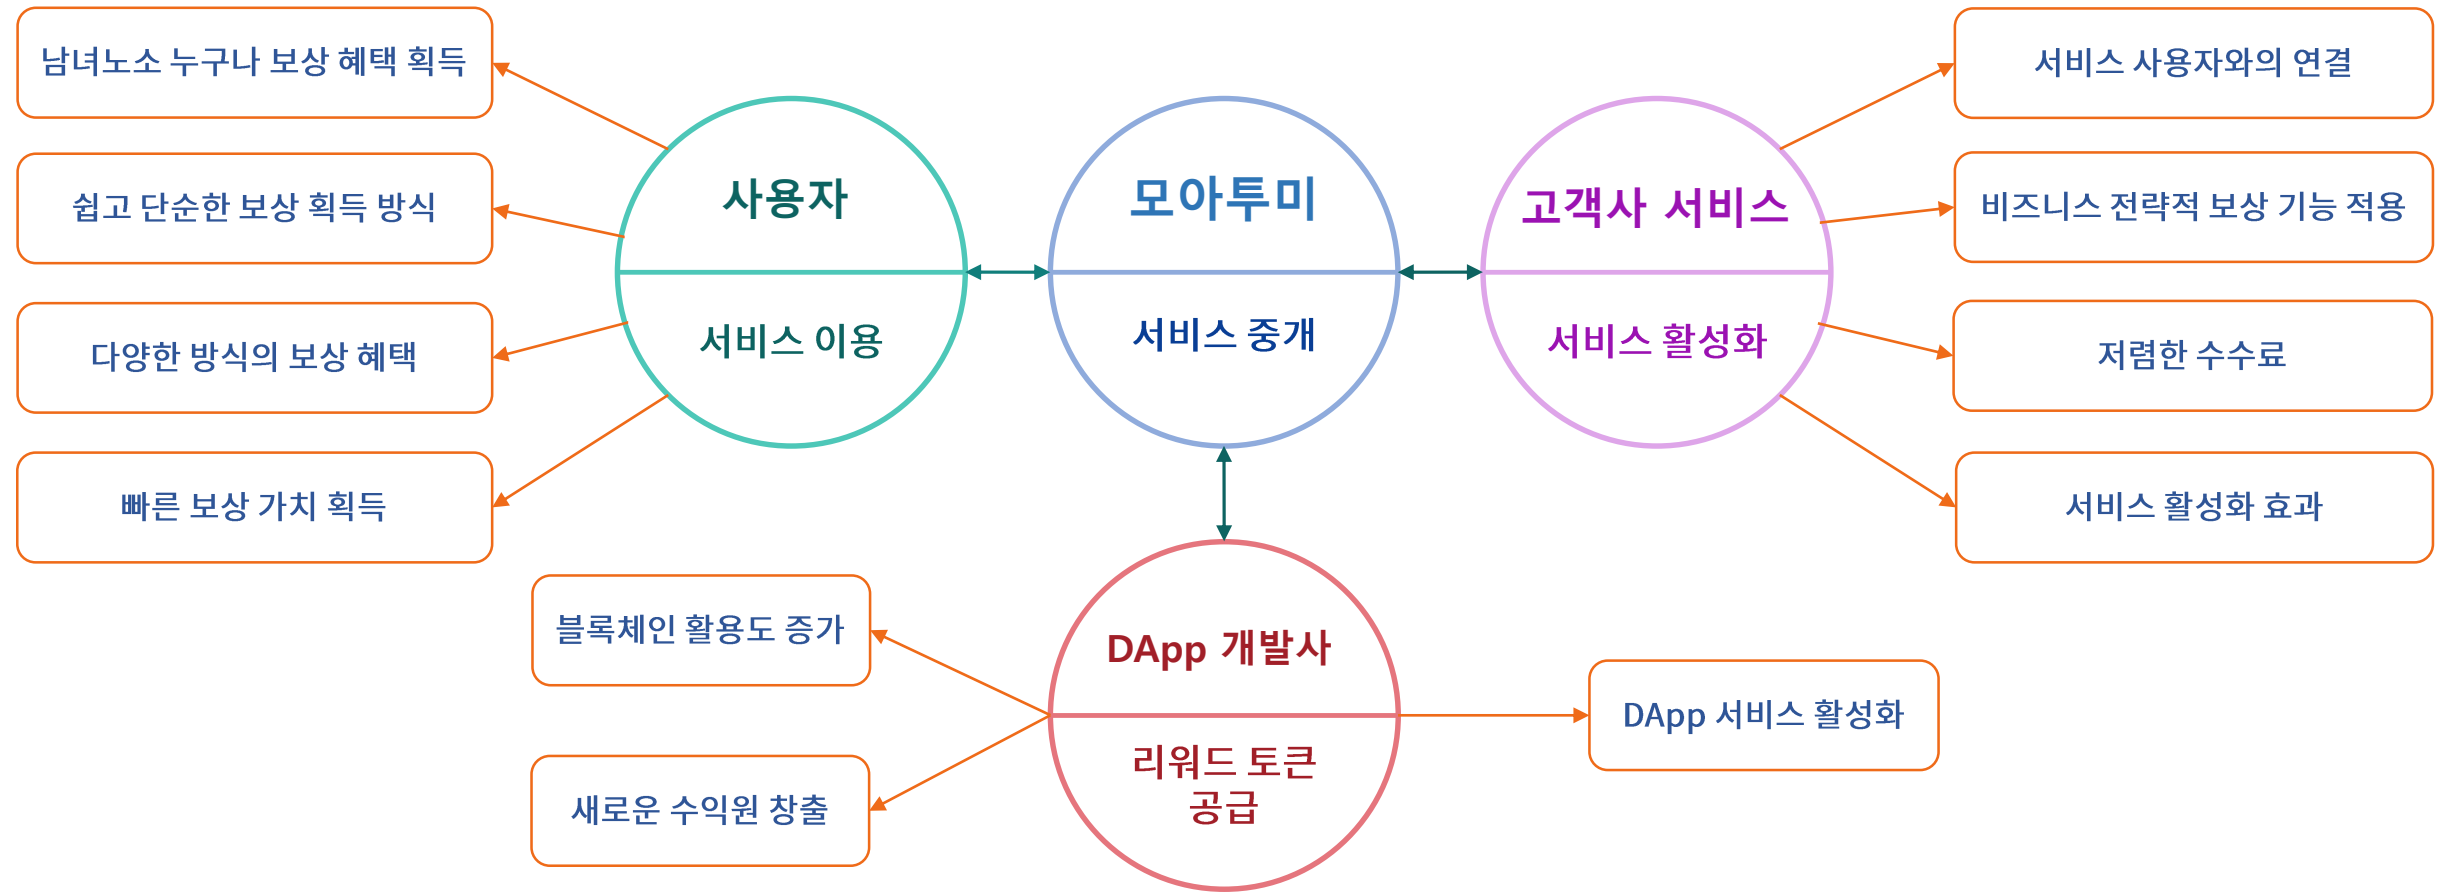 남녀노소 누구나 보상 혜택 획득
쉽고 단순한 보상 획득 방식
다양한 방식의 보상 혜택
빠른 보상 가치 획득
사용자
서비스 이용
모아투미
서비스 중개
고객사 서비스
서비스 활성화
서비스 사용자와의 연결
비즈니스 전략적 보상 기능 적용
저렴한 수수료
서비스 활성화 효과
블록체인 활용도 증가
새로운 수익원 창출
DApp 개발사
리워드 토큰
공급
DApp 서비스 활성화